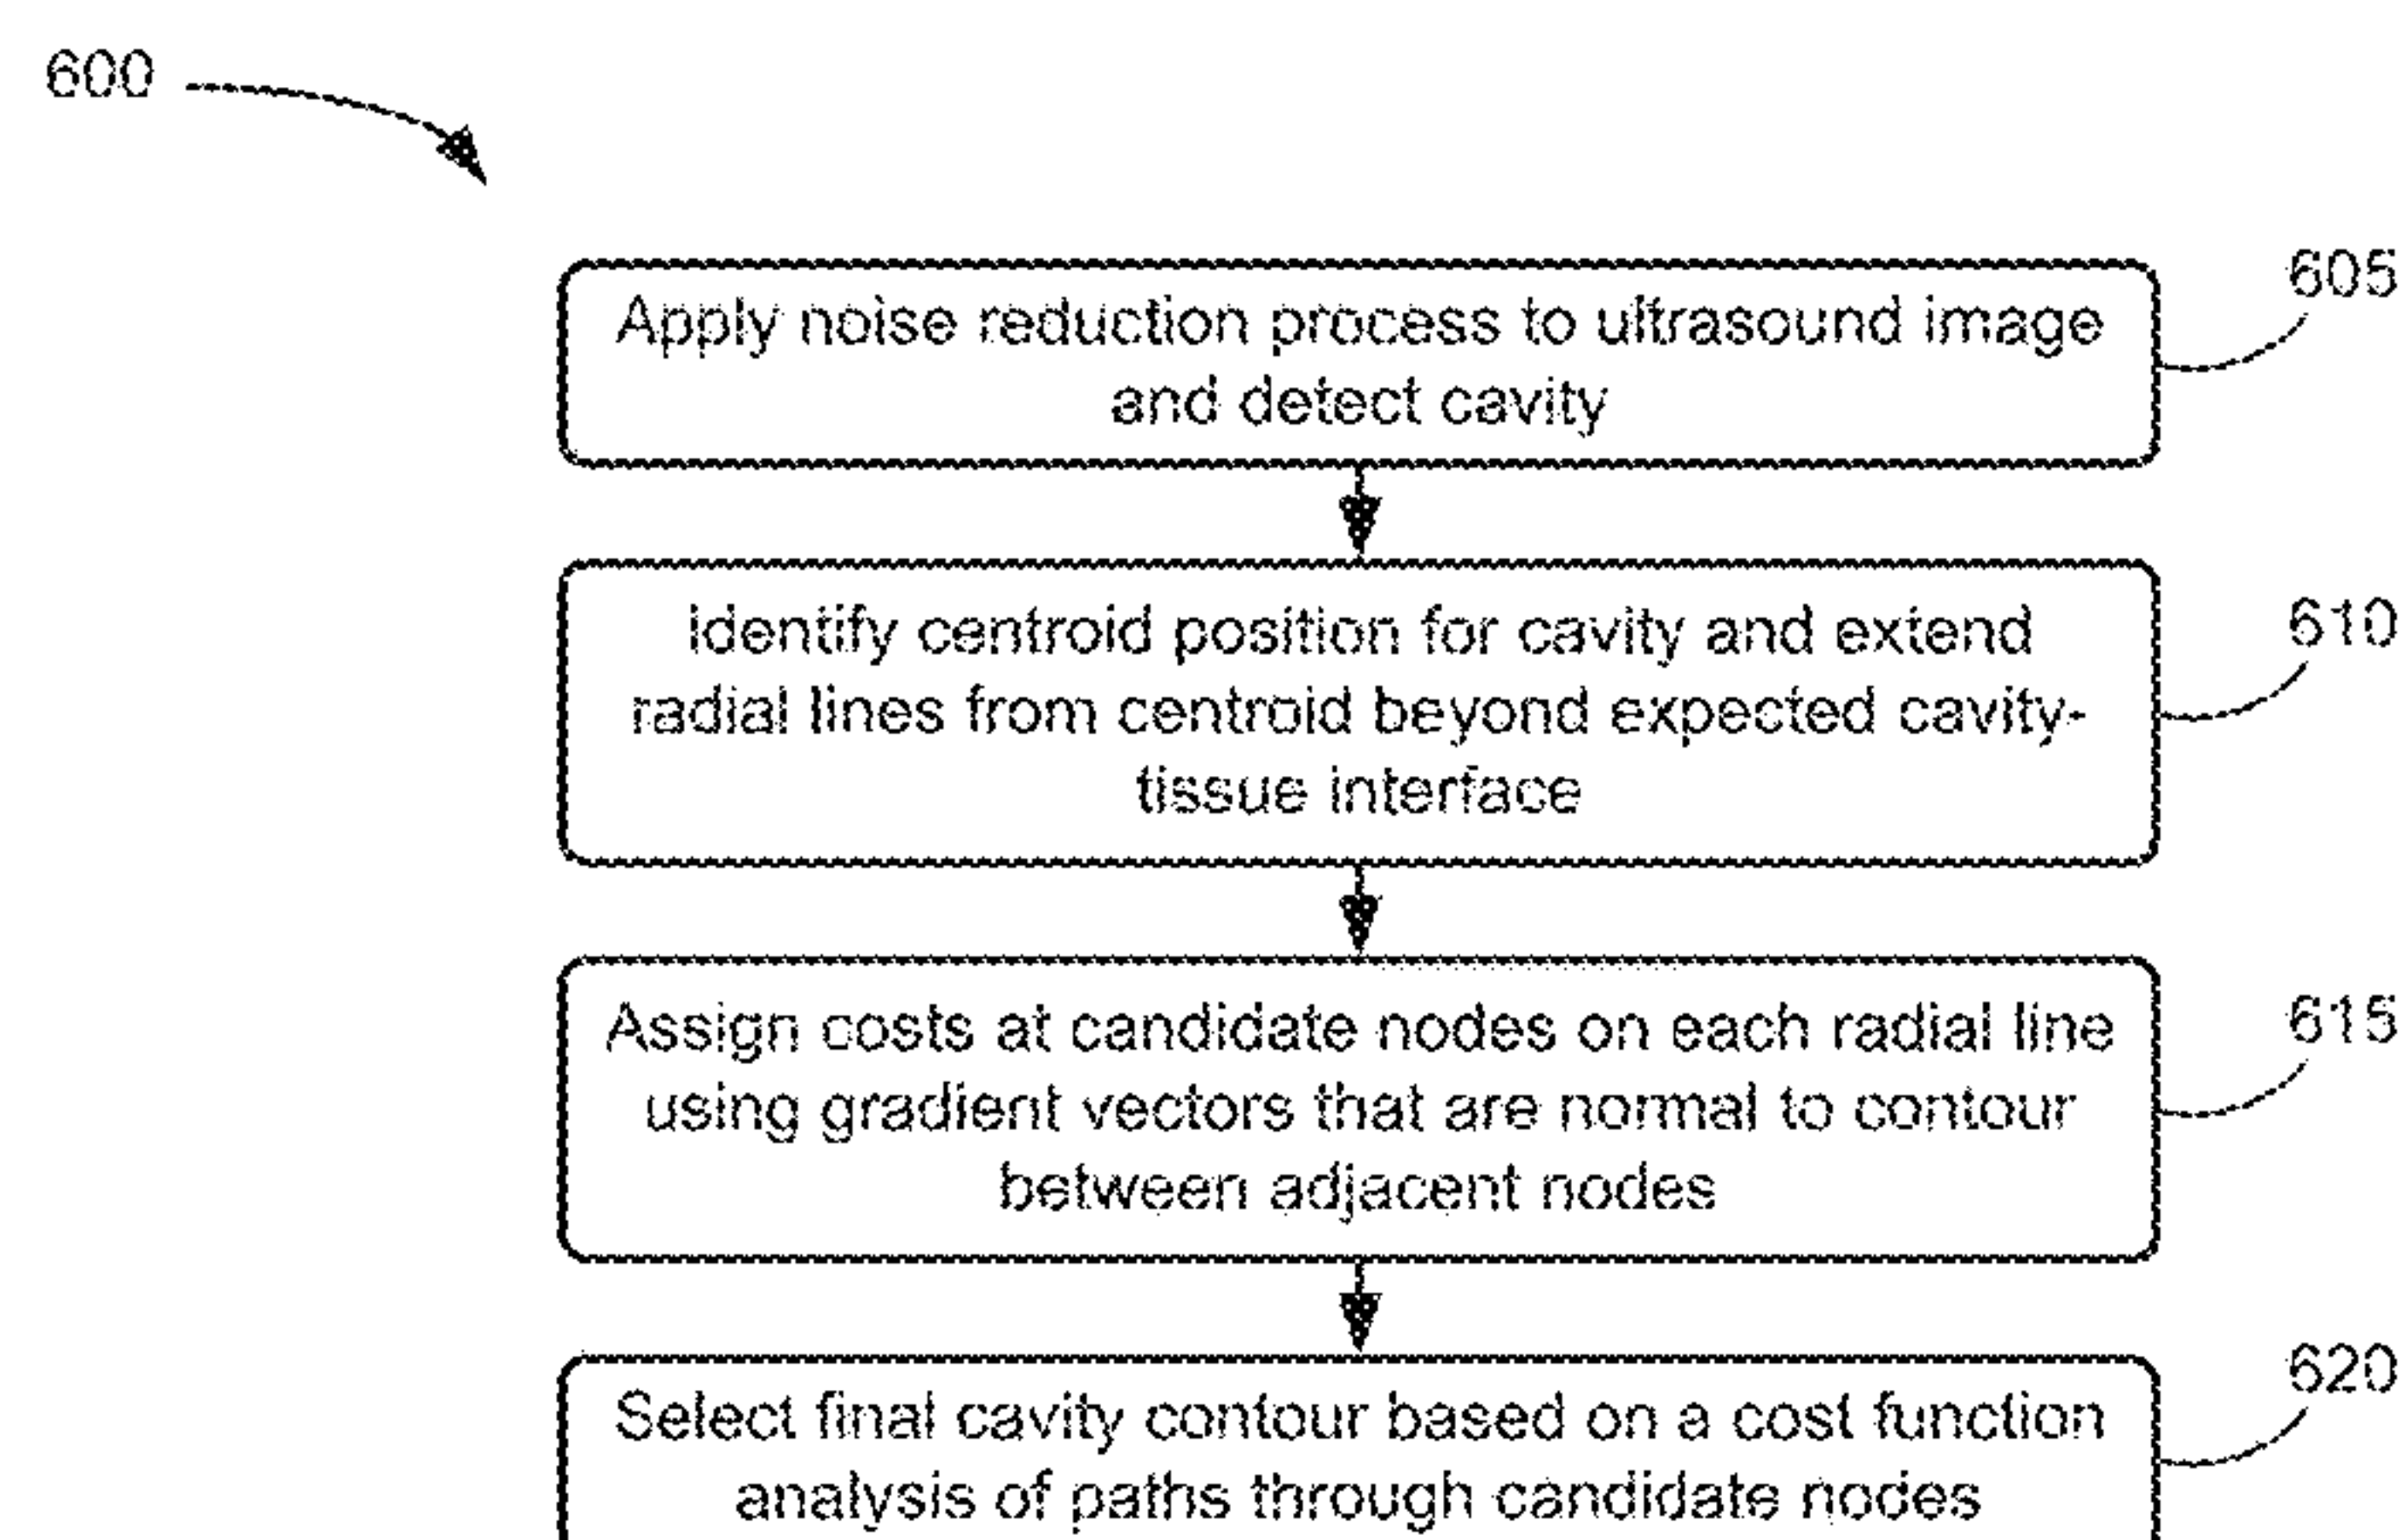 600
605
Apply noise reduction process to ultrasound image
and detect cavity
610
Identify centroid position for cavity and extend
radial lines from centroid beyond expected cavity-
tissue interface
615
Assign costs at candidate nodes on each radial line
using gradient vectors that are normal to contour
between adjacent nodes
620
Select final cavity contour based on a cost function
analysis of paths through candidate nodes